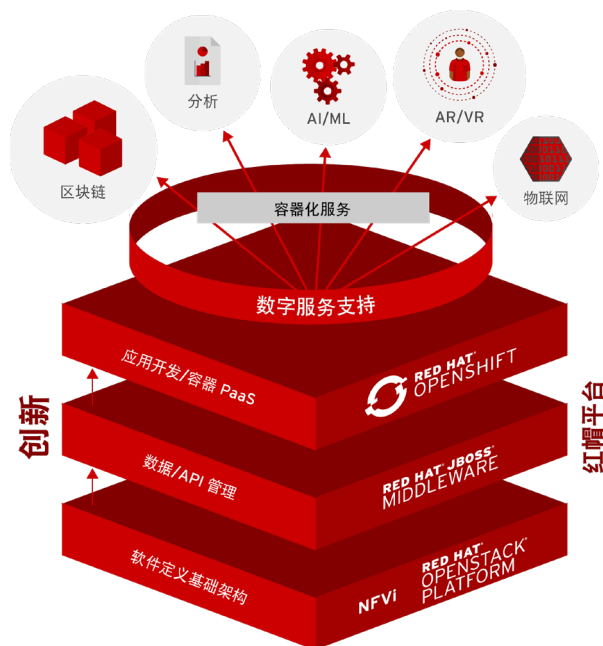 分析
AI/ML
AR/VR
区块链
物联网
容器化服务
数字服务支持
应用开发/容器 PaaS
RED HAT®
OPENSHIFT
创新
红帽平台
数据/API 管理
RED HAT® JBOSS®
MIDDLEWARE
软件定义基础架构
NFVi
RED HAT®
OPENSTACK®
PLATFORM